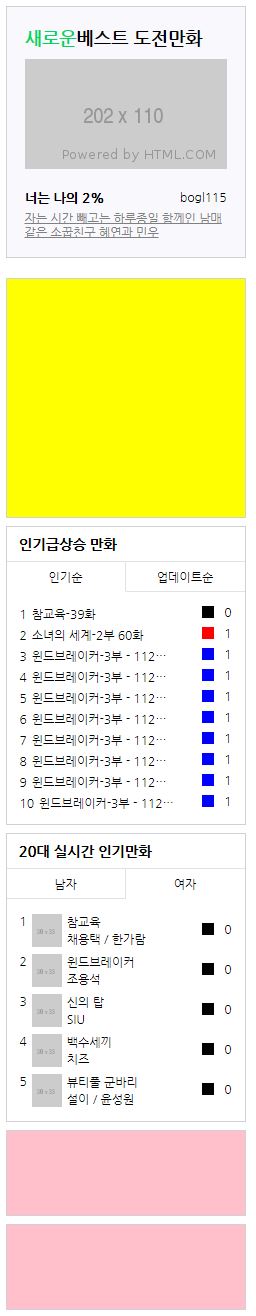 새로운베스트 도전만화
202 x 110
Powered by HTML.COM
너는 나의 2% bogl115
자는 시간 빼고는 하루종일 함께인 남매
같은 소꿉친구 혜연과 민우
인기급상승 만화
인기순 업데이트순
1 참교육-39화 0
2 소녀의 세계-2부 60화 1
3 윈드브레이커-3부 - 112… 1
4 윈드브레이커-3부 - 112… 1
5 윈드브레이커-3부 - 112… 1
6 윈드브레이커-3부 - 112… 1
7 윈드브레이커-3부 - 112… 1
8 윈드브레이커-3부 - 112… 1
9 윈드브레이커-3부 - 112… 1
10 윈드브레이커-3부 - 112… 1
20대 실시간 인기만화
남자 여자
1 참교육
채용택 / 한가람 0
2 윈드브레이커
조용석 0
3 신의 탑
SIU 0
4 백수세끼
치즈 0
5 뷰티풀 군바리
설이 / 윤성원 0